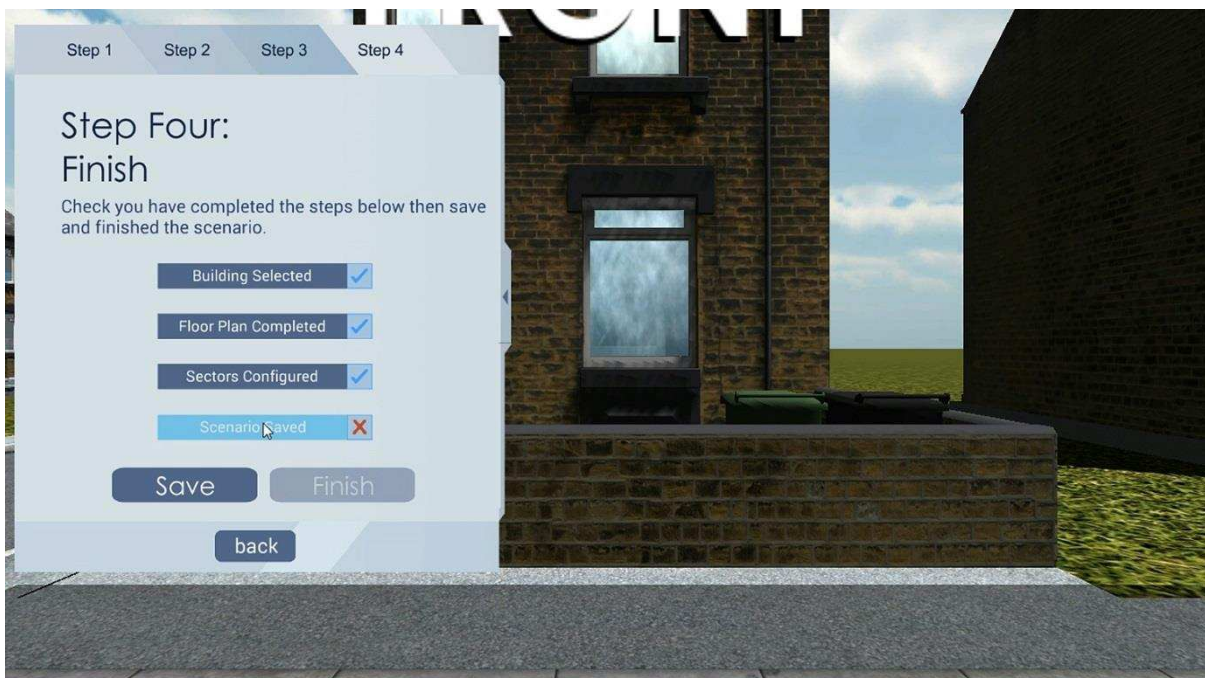 FRONT
Step 1 Step 2 Step 3 Step 4
Step Four:
Finish
Check you have completed the steps below then save
and finished the scenario.
Building Selected
Floor Plan Completed
Sectors Configured
Scenario Saved
Save Finish
back